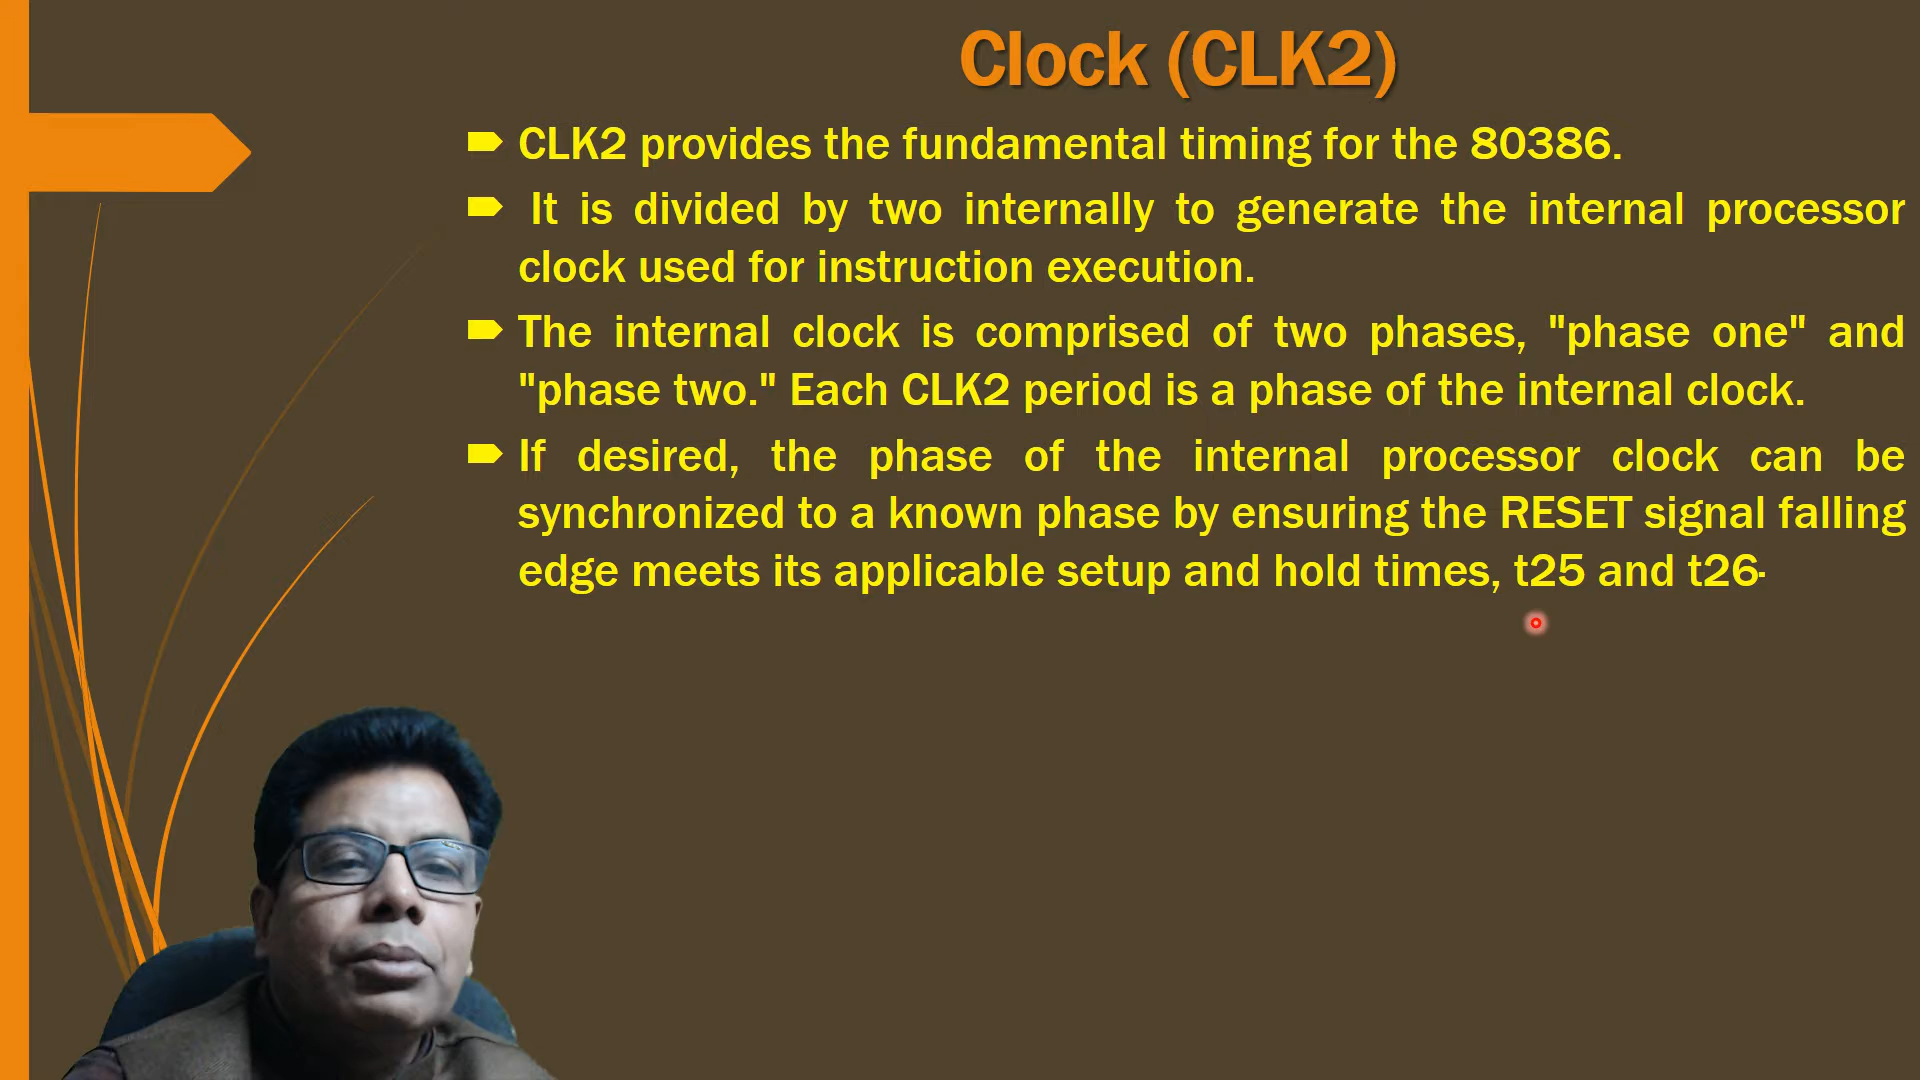 Clock (CLK2)
CLK2 provides the fundamental timing for the 80386.
It is divided by two internally to generate the internal processor
clock used for instruction execution.
The internal clock is comprised of two phases, "phase one" and
"phase two." Each CLK2 period is a phase of the internal clock.
If desired, the phase of the internal processor clock can be
synchronized to a known phase by ensuring the RESET signal falling
edge meets its applicable setup and hold times, t25 and t26·